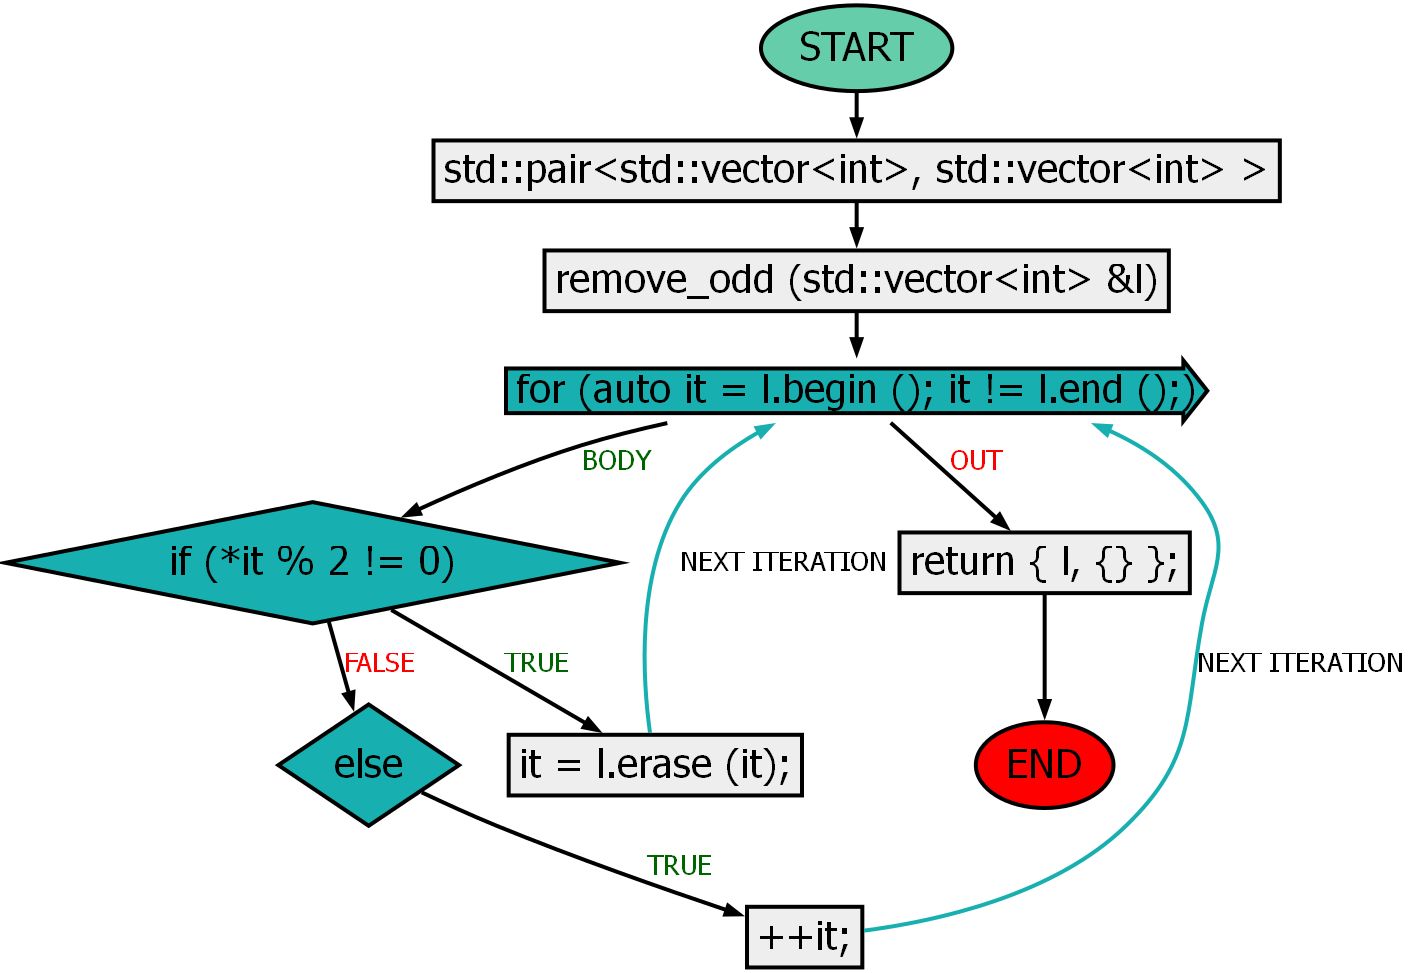 START
std::pair<std::vector<int>, std::vector<int> >
remove_odd (std::vector<int> &l)
for (auto it = l.begin (); it != l.end ();)
BODY
OUT
if (*it % 2 != 0)
NEXT ITERATION
return { l, {} };
FALSE
TRUE
NEXT ITERATION
else
it = l.erase (it);
END
TRUE
++it;